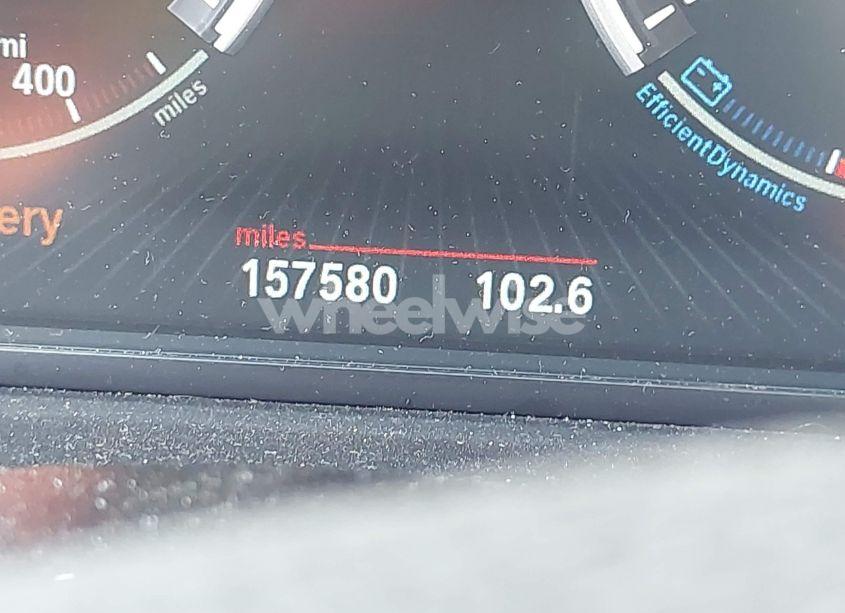 mi
400
miles
EfficientDynamics
ery
miles
157580 102.6
wheelwise